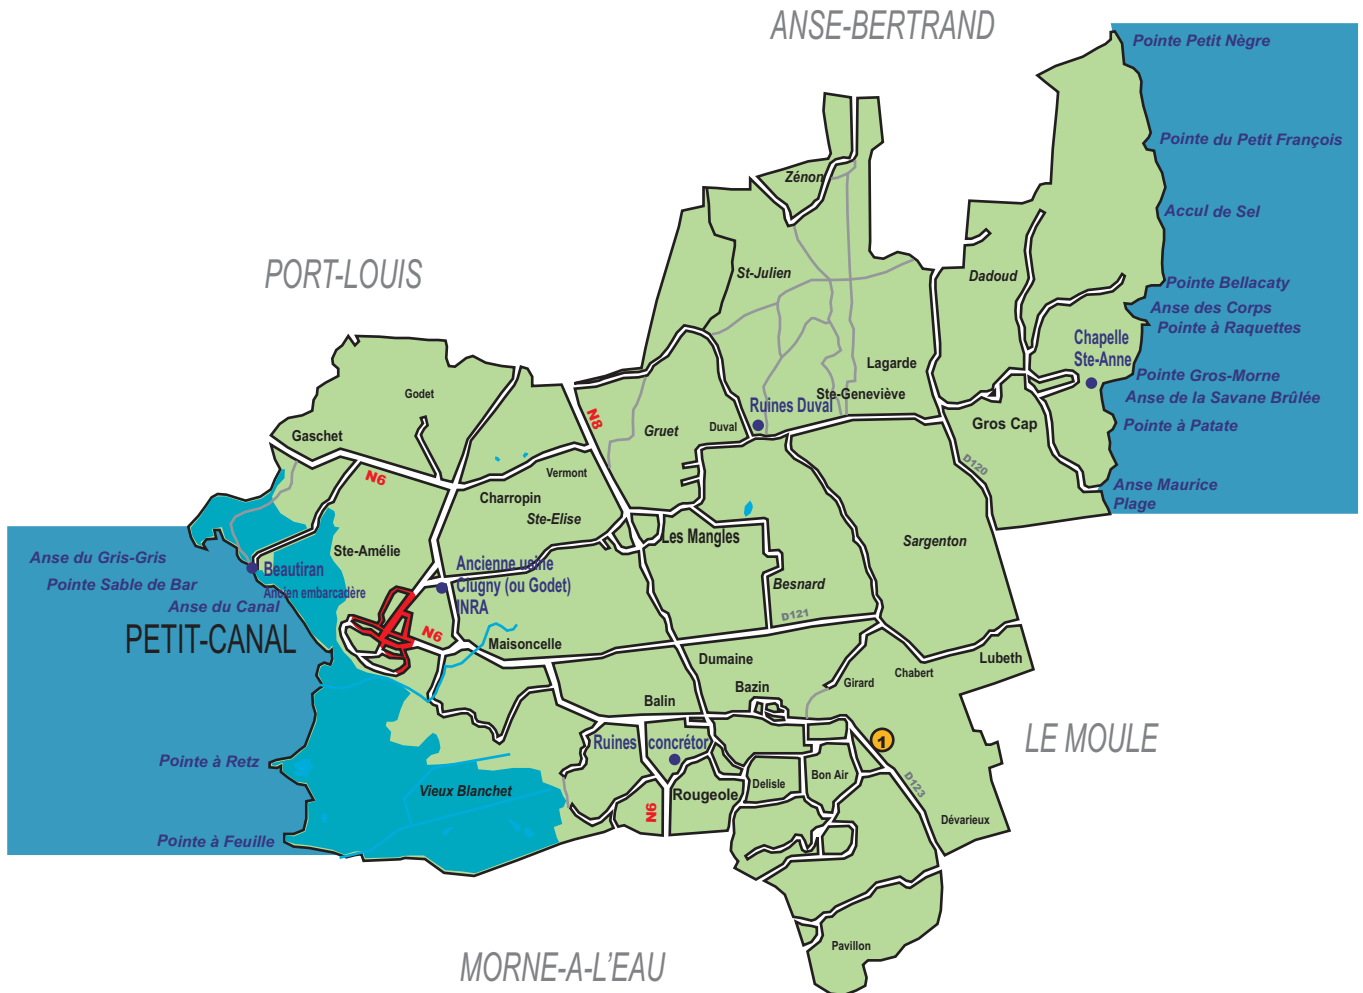 ANSE-BERTRAND
Pointe Petit Nègre
Pointe du Petit François
Zénon
Accul de Sel
PORT-LOUIS
St-Julien
Dadoud
Pointe Bellacaty
Anse des Corps
Pointe à Raquettes
Chapelle
Ste-Anne
Lagarde
Pointe Gros-Morne
Godet
Ste-Geneviève
Anse de la Savane Brûlée
Ruines Duval
N8
Gruet
Duval
Gros Cap
Pointe à Patate
Gaschet
D120
N6
Vermont
Charropin
Anse Maurice
Plage
Ste-Elise
Les Mangles
Sargenton
Ste-Amélie
Anse du Gris-Gris
Beautiran
Ancienne usine
Clugny (ou Godet)
INRA
Pointe Sable de Bar
Ancien embarcadère
Besnard
Anse du Canal
D121
PETIT-CANAL
N6
Maisoncelle
Dumaine
Lubeth
Chabert
Girard
Bazin
Balin
LE MOULE
Ruines concrétor
1
Pointe à Retz
Vieux Blanchet
Rougeole
Delisle
Bon Air
D123
N6
Dévarieux
Pointe à Feuille
Pavillon
MORNE-A-L'EAU